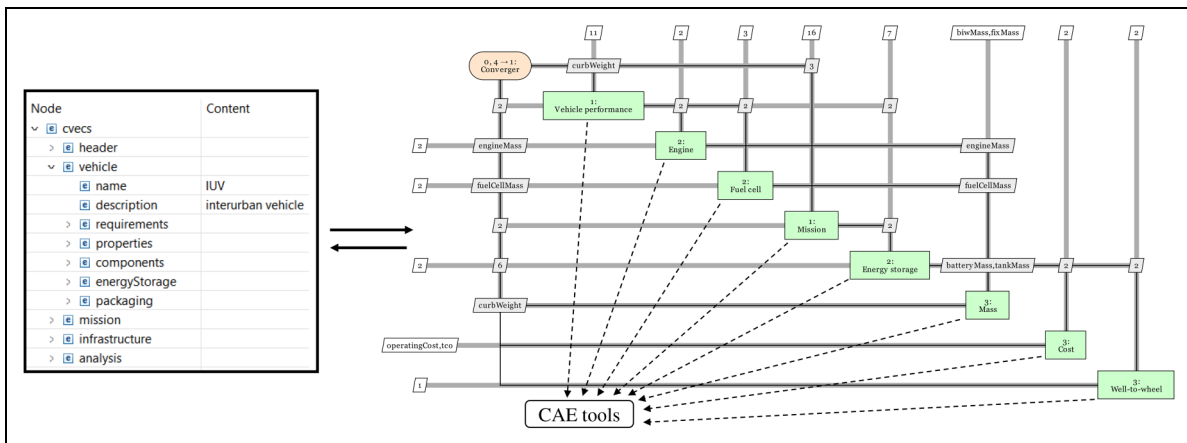 Node Content
cvecs
header
vehicle
name IUV
description interurban vehicle
requirements
properties
components
energyStorage
packaging
mission
infrastructure
analysis
11 2 3 16 7 biwMass,fixMass 2 2
0, 4 → 1:
Converger
curbWeight 3
2
1:
Vehicle performance
2 2 2
2 engineMass
2:
Engine
engineMass
2 fuelCellMass
2:
Fuel cell
fuelCellMass
2
1:
Mission
2
2 6
2:
Energy storage
batteryMass,tankMass 2 2
curbWeight
3:
Mass
operatingCost,tco
3:
Cost
1
3:
Well-to-wheel
CAE tools